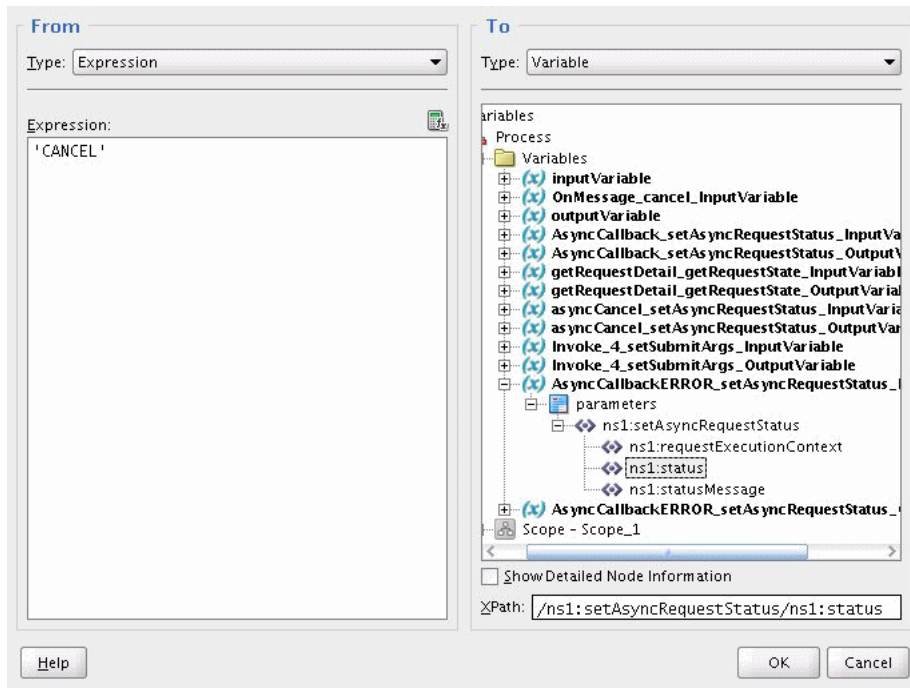 From
Type: Expression
Expression:
'CANCEL'
To
Type: Variable
ariables
Process
Variables
inputVariable
OnMessage_cancel_InputVariable
outputVariable
AsyncCallback_setAsyncRequestStatus_InputVa
AsyncCallback_setAsyncRequestStatus_OutputV
getRequestDetail_getRequestState_InputVariabl
getRequestDetail_getRequestState_OutputVarial
asyncCancel_setAsyncRequestStatus_InputVaria
asyncCancel_setAsyncRequestStatus_OutputVar
Invoke_4_setSubmitArgs_InputVariable
Invoke_4_setSubmitArgs_OutputVariable
AsyncCallbackERROR_setAsyncRequestStatus_I
parameters
ns1:setAsyncRequestStatus
ns1:requestExecutionContext
ns1:status
ns1:statusMessage
AsyncCallbackERROR_setAsyncRequestStatus_
Scope - Scope_1
Show Detailed Node Information
XPath: /ns1:setAsyncRequestStatus/ns1:status
Help
OK
Cancel